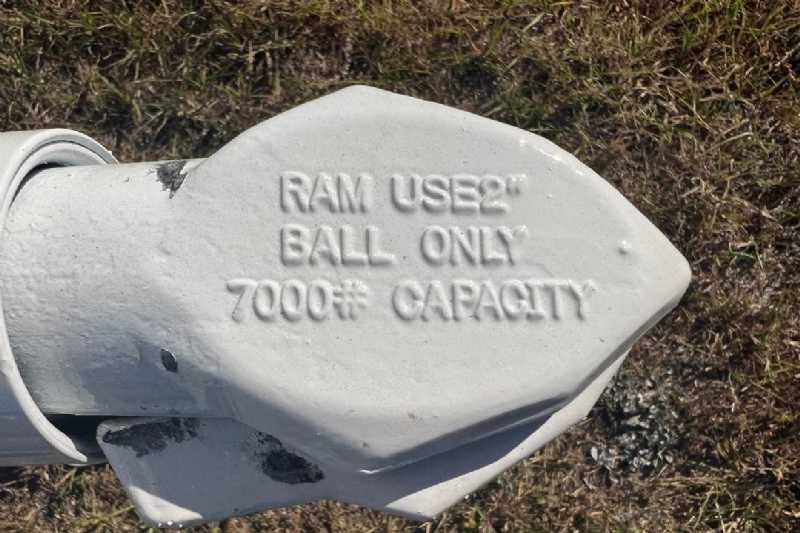 RAM USE2"
BALL ONLY
7000# CAPACITY